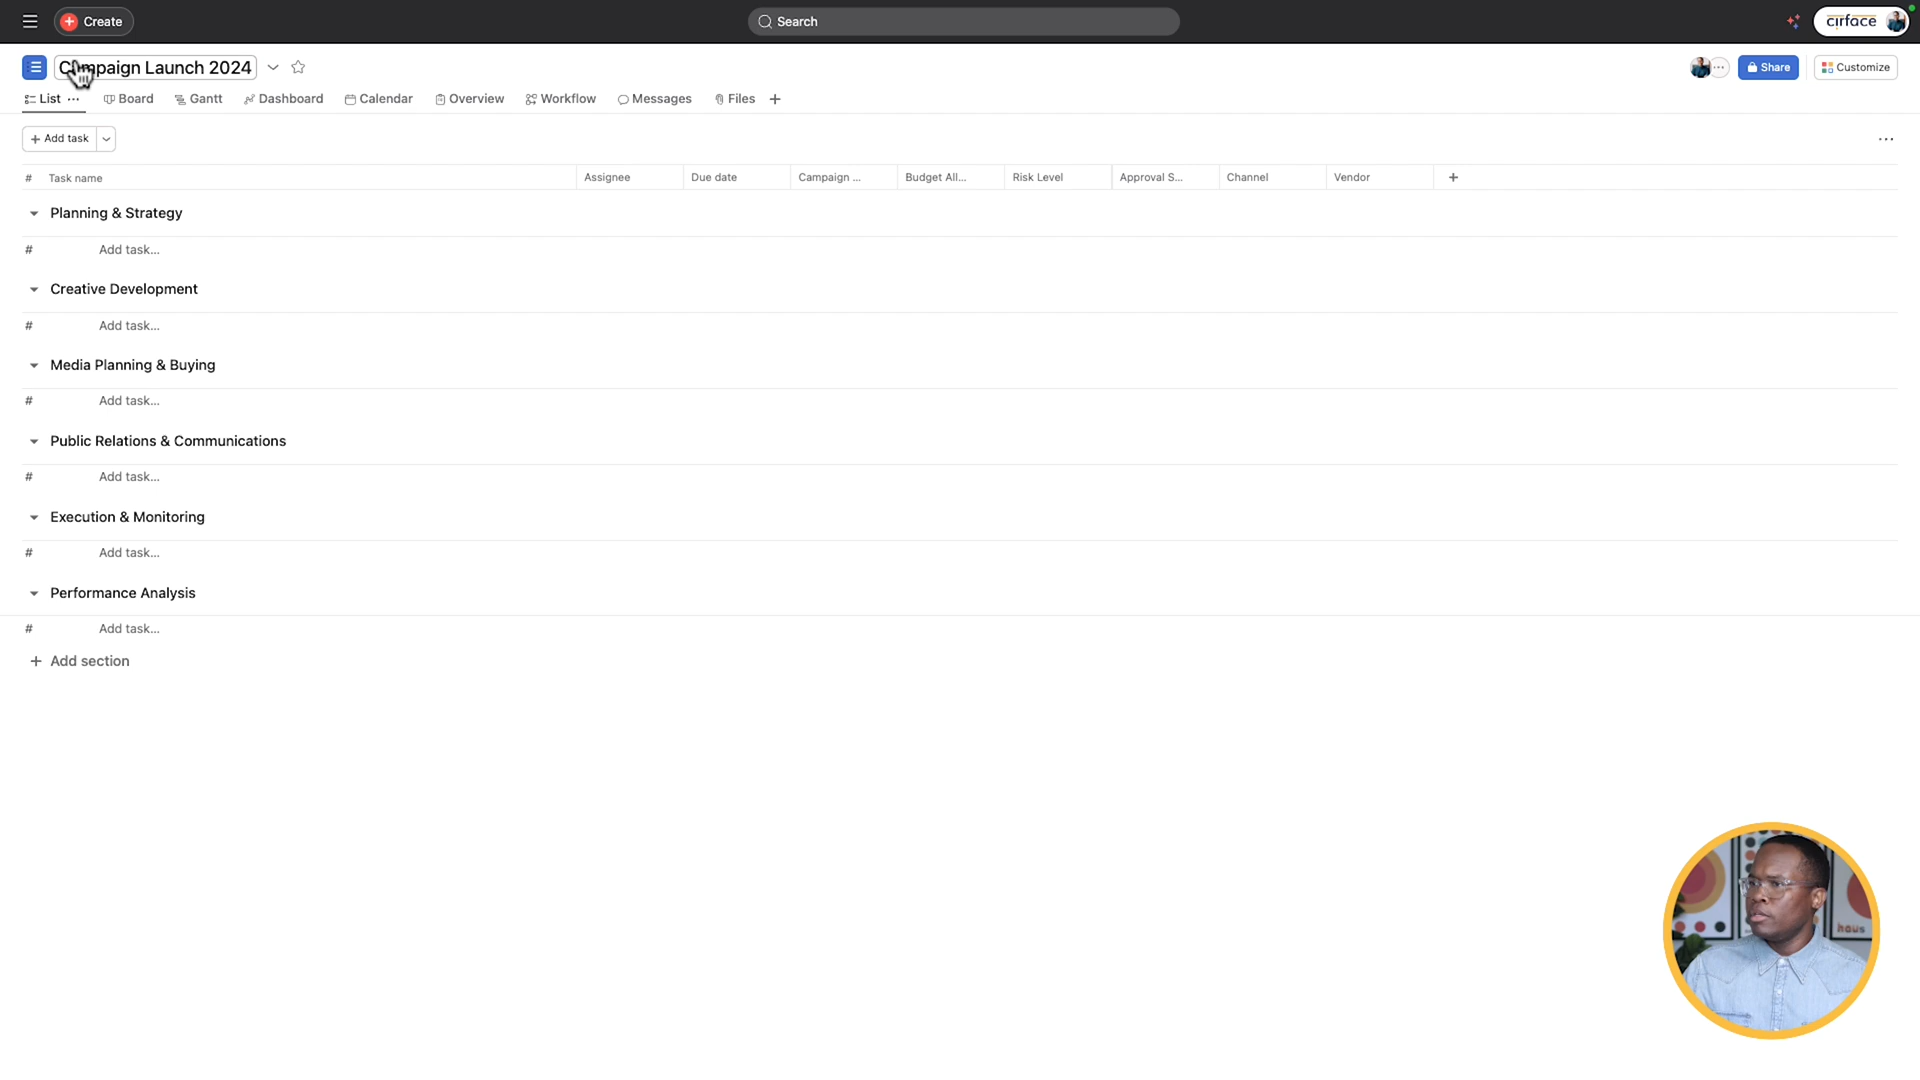 Create
Search
cirface
Campaign Launch 2024
Share
Customize
List
Board
Gantt
Dashboard
Calendar
Overview
Workflow
Messages
Files
+ Add task
# Task name Assignee Due date Campaign ... Budget All... Risk Level Approval S... Channel Vendor +
Planning & Strategy
# Add task...
Creative Development
# Add task...
Media Planning & Buying
# Add task...
Public Relations & Communications
# Add task...
Execution & Monitoring
# Add task...
Performance Analysis
# Add task...
+ Add section
haus